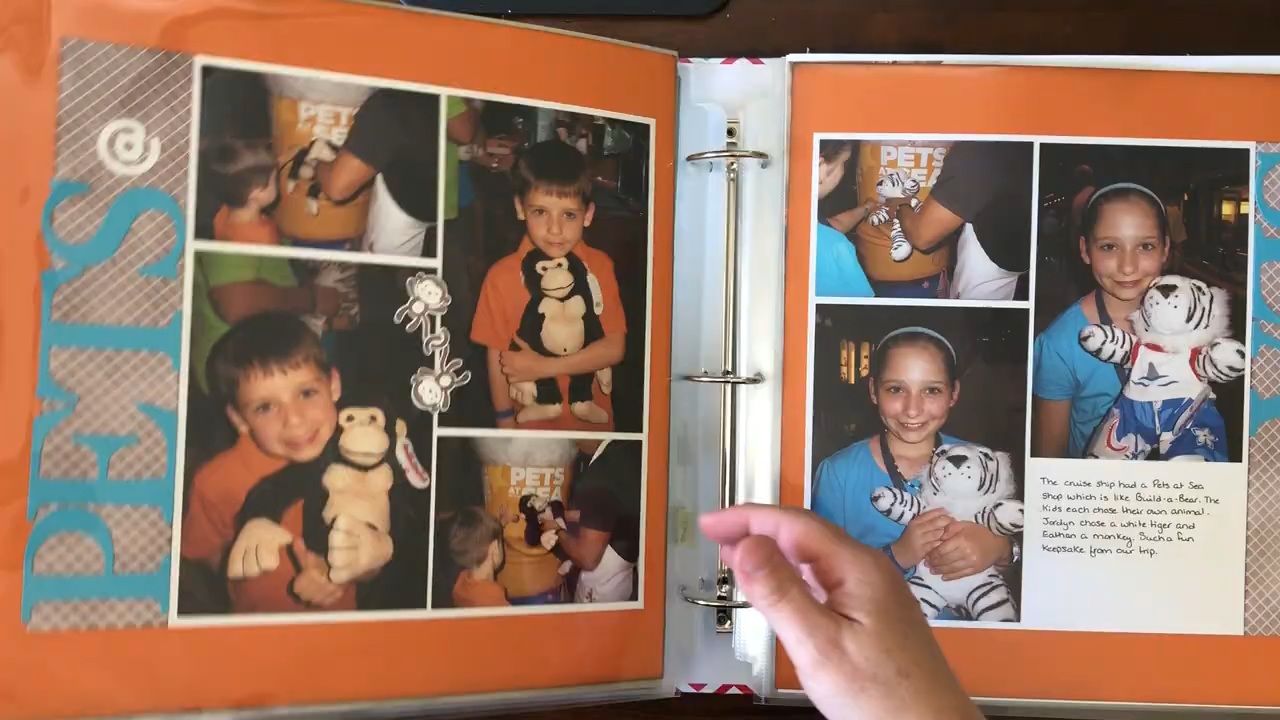 PETS @
PETS
AT SEA
PETS
AT SEA
PETS
AT SEA
The cruise ship had a Pets at Sea
shop which is like Build-a-Bear. The
kids each chose their own animal.
Jordyn chose a white tiger and
Eathan a monkey. Such a fun
keepsake from our trip.